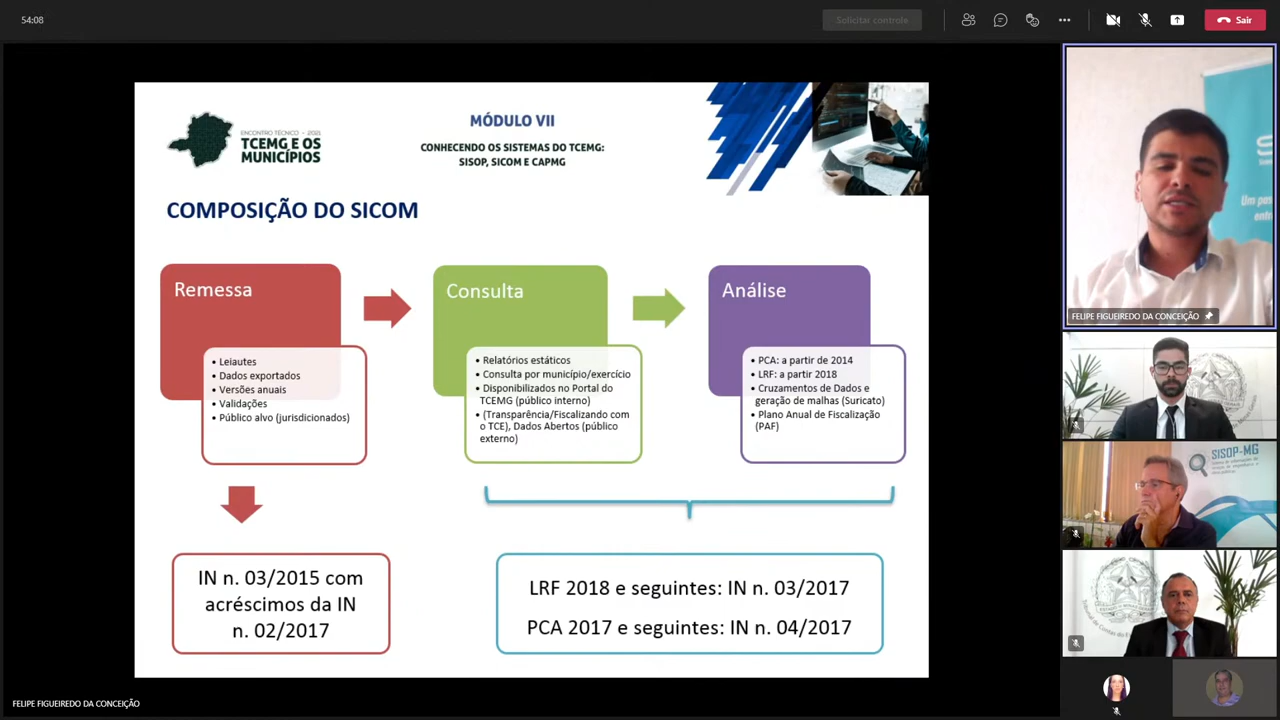 54:08
Solicitar controle
Sair
ENCONTRO TÉCNICO - 2021
TCEMG E OS
MUNICÍPIOS
MÓDULO VII
CONHECENDO OS SISTEMAS DO TCEMG:
SISOP, SICOM E CAPMG
COMPOSIÇÃO DO SICOM
Remessa
• Leiautes
• Dados exportados
• Versões anuais
• Validações
• Público alvo (jurisdicionados)
Consulta
• Relatórios estáticos
• Consulta por município/exercício
• Disponibilizados no Portal do
TCEMG (público interno)
• (Transparência/Fiscalizando com
o TCE), Dados Abertos (público
externo)
Análise
• PCA: a partir de 2014
• LRF: a partir 2018
• Cruzamentos de Dados e
geração de malhas (Suricato)
• Plano Anual de Fiscalização
(PAF)
IN n. 03/2015 com
acréscimos da IN
n. 02/2017
LRF 2018 e seguintes: IN n. 03/2017
PCA 2017 e seguintes: IN n. 04/2017
Um pas
entr
FELIPE FIGUEIREDO DA CONCEIÇÃO
SISOP-MG
FELIPE FIGUEIREDO DA CONCEIÇÃO